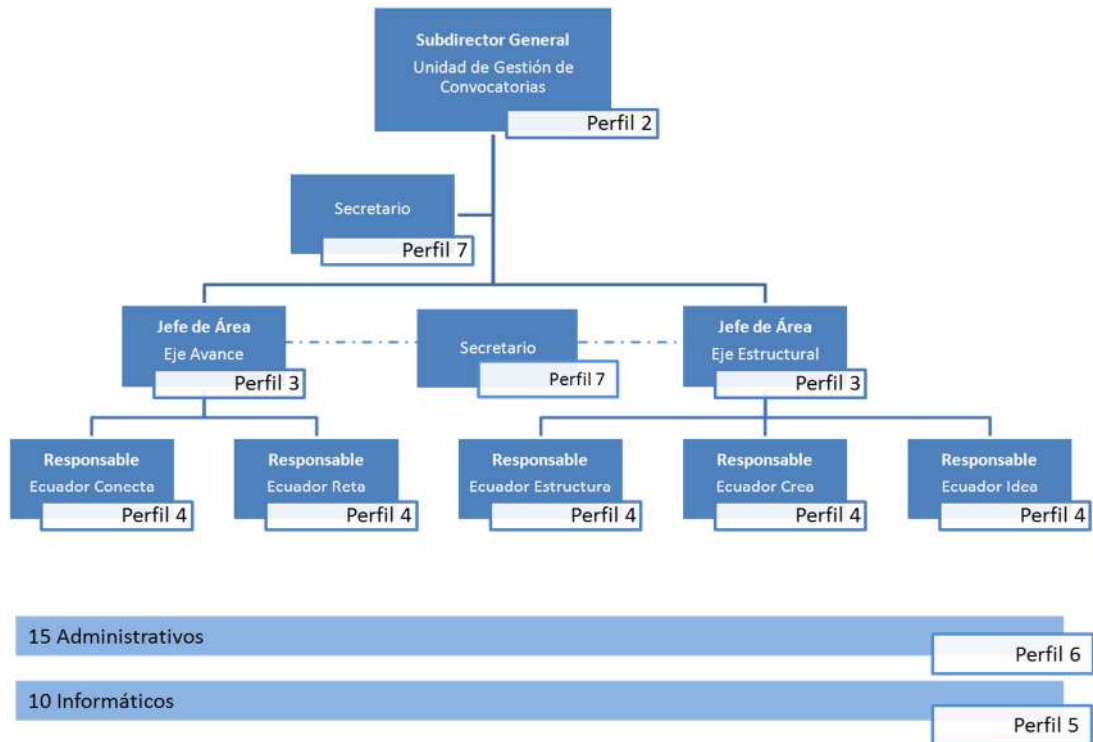 Subdirector General
Unidad de Gestión de
Convocatorias
Perfil 2
Secretario
Perfil 7
Jefe de Área
Eje Avance
Perfil 3
Secretario
Perfil 7
Jefe de Área
Eje Estructural
Perfil 3
Responsable
Ecuador Conecta
Perfil 4
Responsable
Ecuador Reta
Perfil 4
Responsable
Ecuador Estructura
Perfil 4
Responsable
Ecuador Crea
Perfil 4
Responsable
Ecuador Idea
Perfil 4
15 Administrativos
Perfil 6
10 Informáticos
Perfil 5